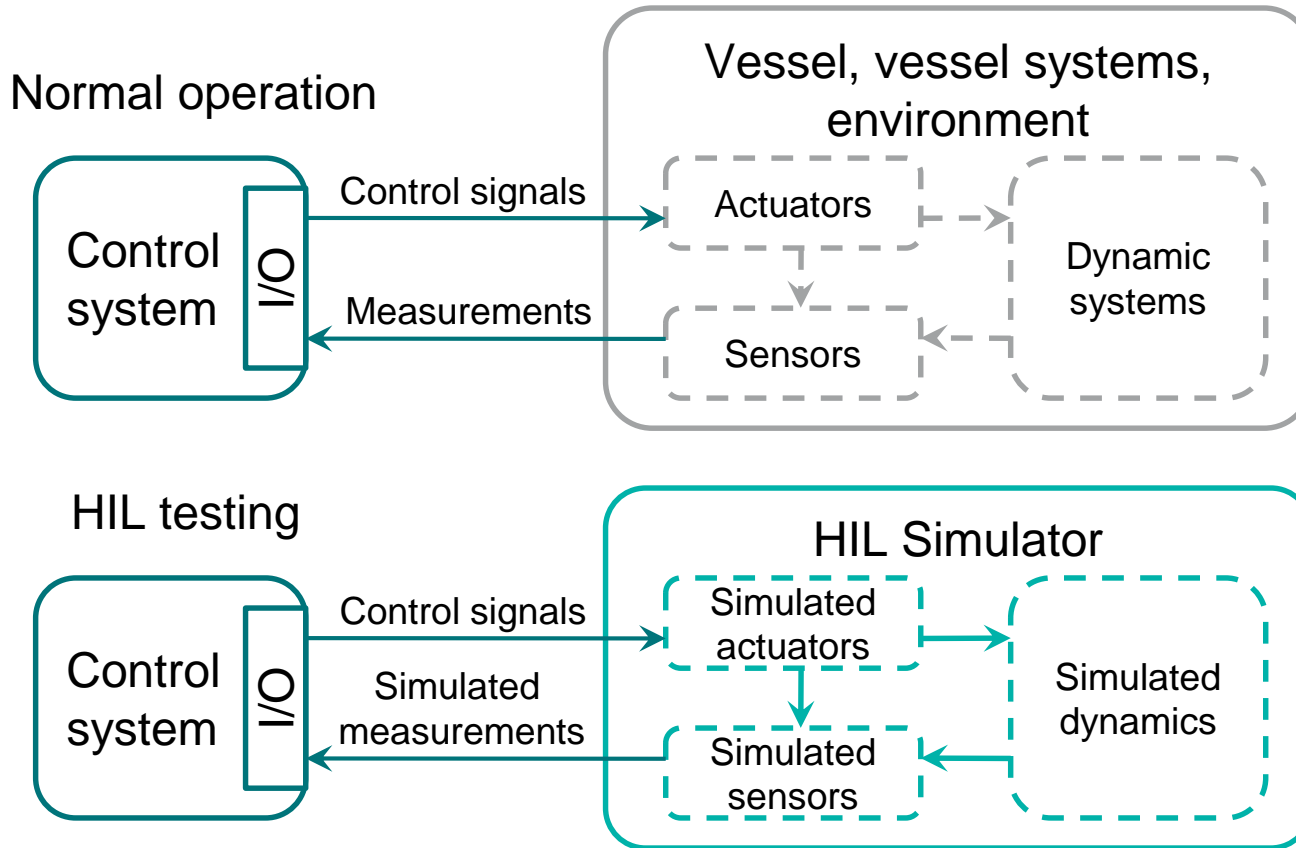 Normal operation
Vessel, vessel systems,
environment
Control
system
I/O
Control signals
Measurements
Actuators
Sensors
Dynamic
systems
HIL testing
HIL Simulator
Control
system
I/O
Control signals
Simulated
measurements
Simulated
actuators
Simulated
sensors
Simulated
dynamics